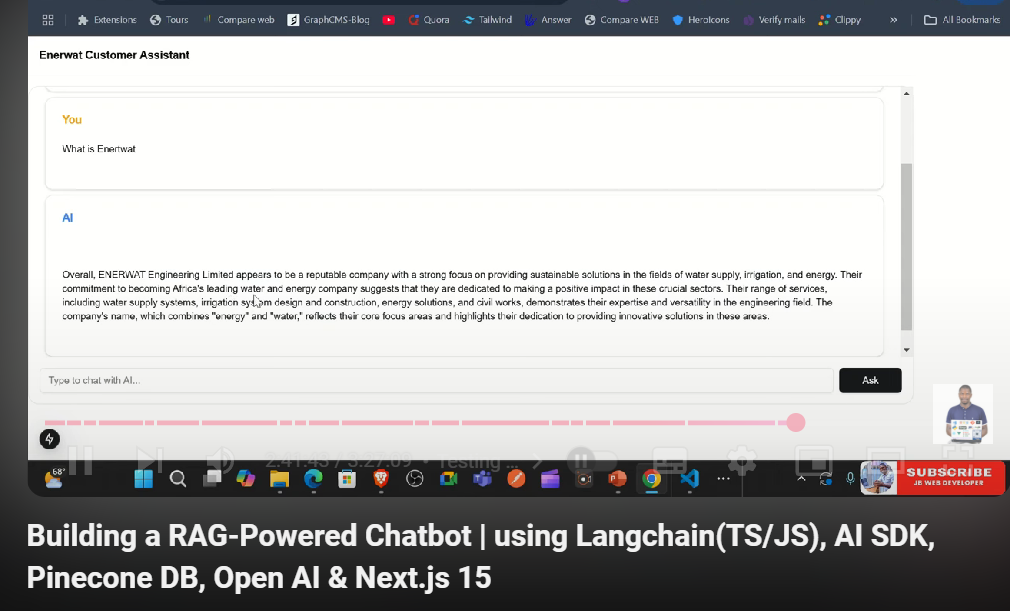 Extensions Tours Compare web GraphCMS-Blog Quora Tailwind Answer Compare WEB HeroIcons Verify mails Clippy » All Bookmarks
Enerwat Customer Assistant
You
What is Enertwat
AI
Overall, ENERWAT Engineering Limited appears to be a reputable company with a strong focus on providing sustainable solutions in the fields of water supply, irrigation, and energy. Their
commitment to becoming Africa's leading water and energy company suggests that they are dedicated to making a positive impact in these crucial sectors. Their range of services,
including water supply systems, irrigation system design and construction, energy solutions, and civil works, demonstrates their expertise and versatility in the engineering field. The
company's name, which combines "energy" and "water," reflects their core focus areas and highlights their dedication to providing innovative solutions in these areas.
Type to chat with AI...
Ask
2:41:43 / 3:27:09 • Testing ...
68°
SUBSCRIBE
JB WEB DEVELOPER
Building a RAG-Powered Chatbot | using Langchain(TS/JS), AI SDK,
Pinecone DB, Open AI & Next.js 15